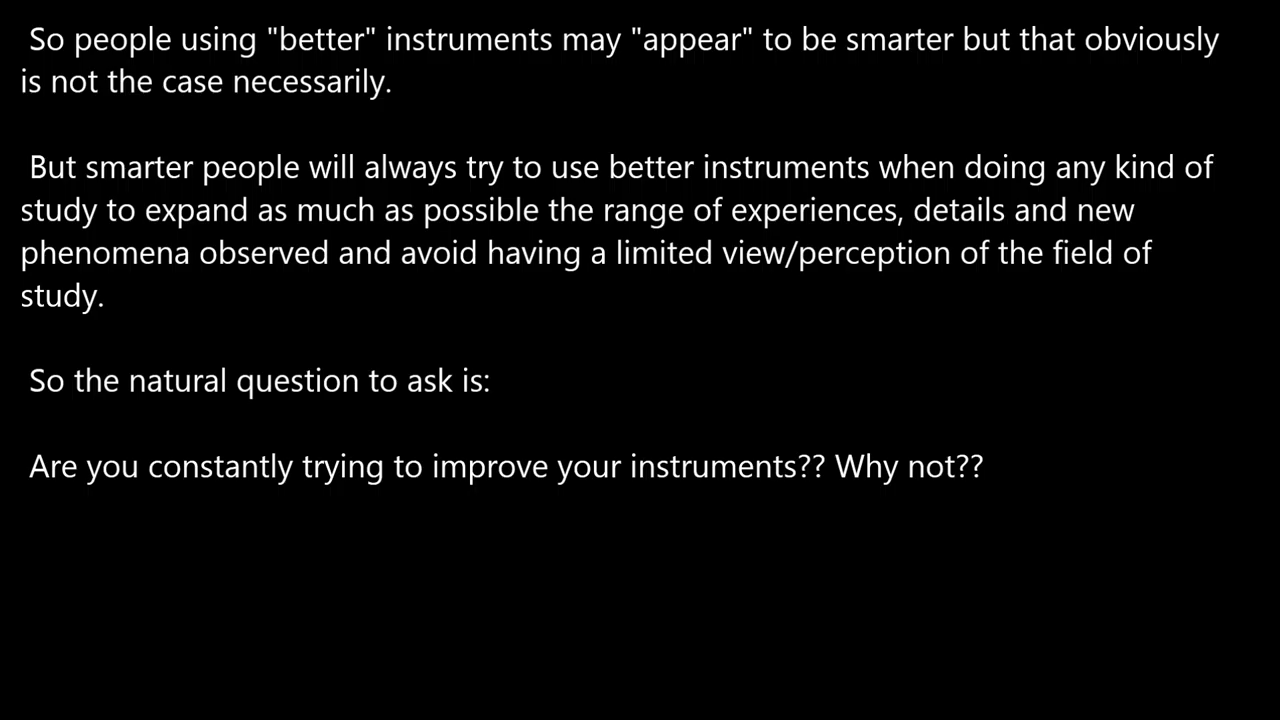 So people using "better" instruments may "appear" to be smarter but that obviously
is not the case necessarily.
But smarter people will always try to use better instruments when doing any kind of
study to expand as much as possible the range of experiences, details and new
phenomena observed and avoid having a limited view/perception of the field of
study.
So the natural question to ask is:
Are you constantly trying to improve your instruments?? Why not??